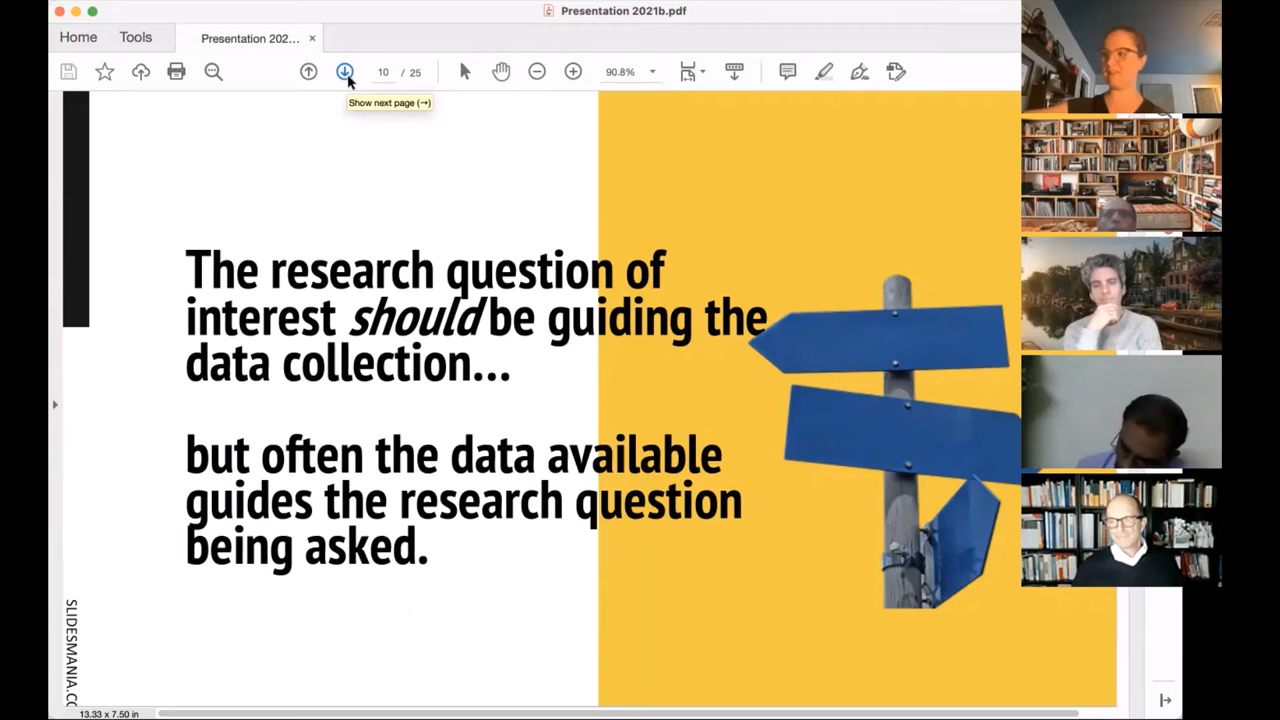 Presentation 2021b.pdf
Home
Tools
Presentation 202...
×
10 / 25
90.8%
Show next page (→)
The research question of
interest should be guiding the
data collection...
but often the data available
guides the research question
being asked.
SLIDESMANIA.CO
13.33 x 7.50 in